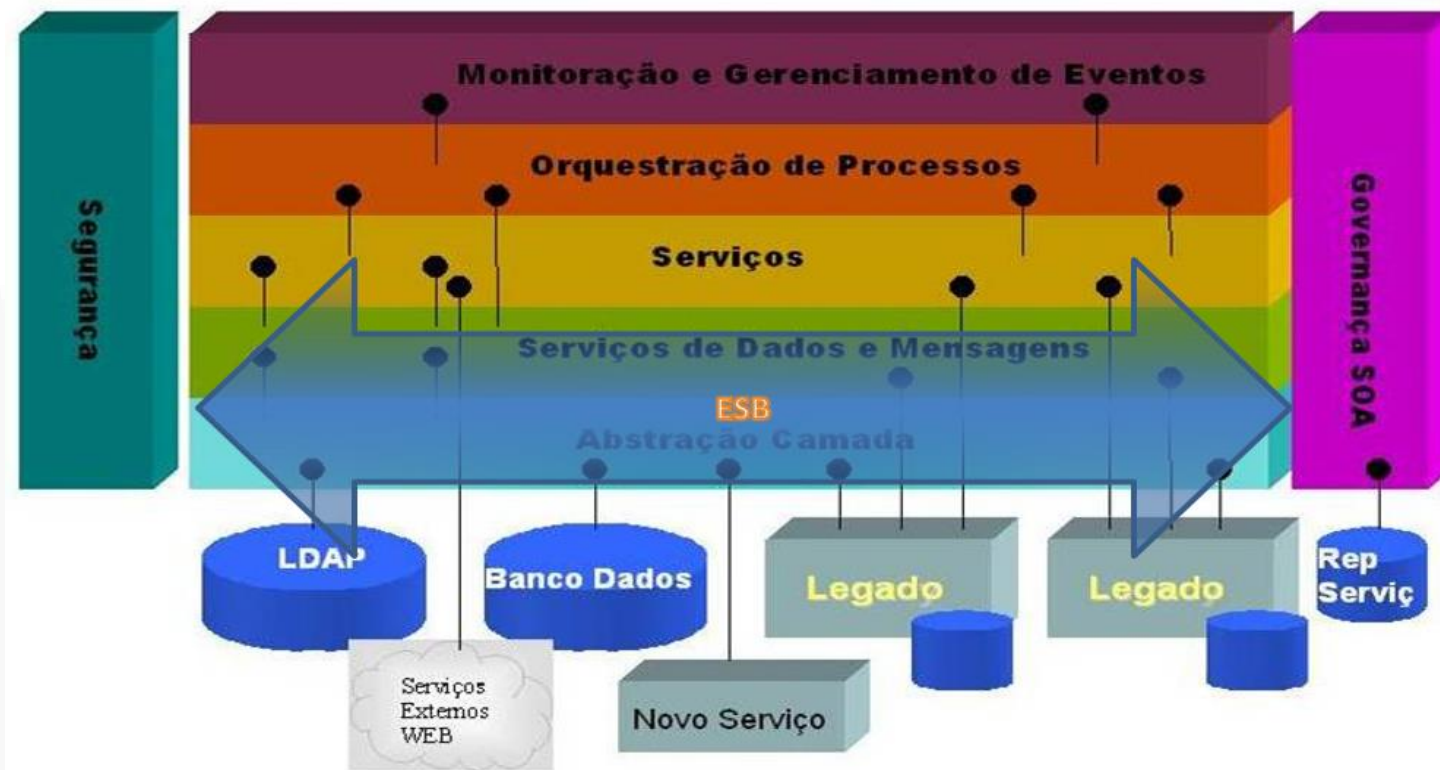 Monitoração e Gerenciamento de Eventos
Orquestração de Processos
Serviços
Serviços de Dados e Mensagens
ESB
Abstração Camada
Segurança
Governança SOA
LDAP
Banco Dados
Legado
Legado
Rep
Serviç
Serviços
Externos
WEB
Novo Serviço